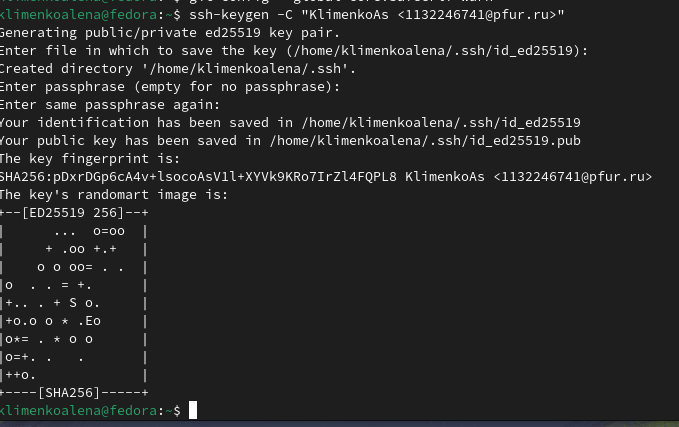 klimenkoalena@fedora:~$ ssh-keygen -C "KlimenkoAs <1132246741@pfur.ru>"
Generating public/private ed25519 key pair.
Enter file in which to save the key (/home/klimenkoalena/.ssh/id_ed25519):
Created directory '/home/klimenkoalena/.ssh'.
Enter passphrase (empty for no passphrase):
Enter same passphrase again:
Your identification has been saved in /home/klimenkoalena/.ssh/id_ed25519
Your public key has been saved in /home/klimenkoalena/.ssh/id_ed25519.pub
The key fingerprint is:
SHA256:pDxrDGp6cA4v+lsocoAsV1l+XYVk9KRo7IrZl4FQPL8 KlimenkoAs <1132246741@pfur.ru>
The key's randomart image is:
+--[ED25519 256]--+
|      ...  o=oo  |
|     + .oo +.+   |
|    o o oo= . .  |
|o  . . = +.      |
|+.. . + S o.     |
|+o.o o * .Eo     |
|o*= . * o o      |
|o=+. .   .       |
|++o.             |
+----[SHA256]-----+
klimenkoalena@fedora:~$